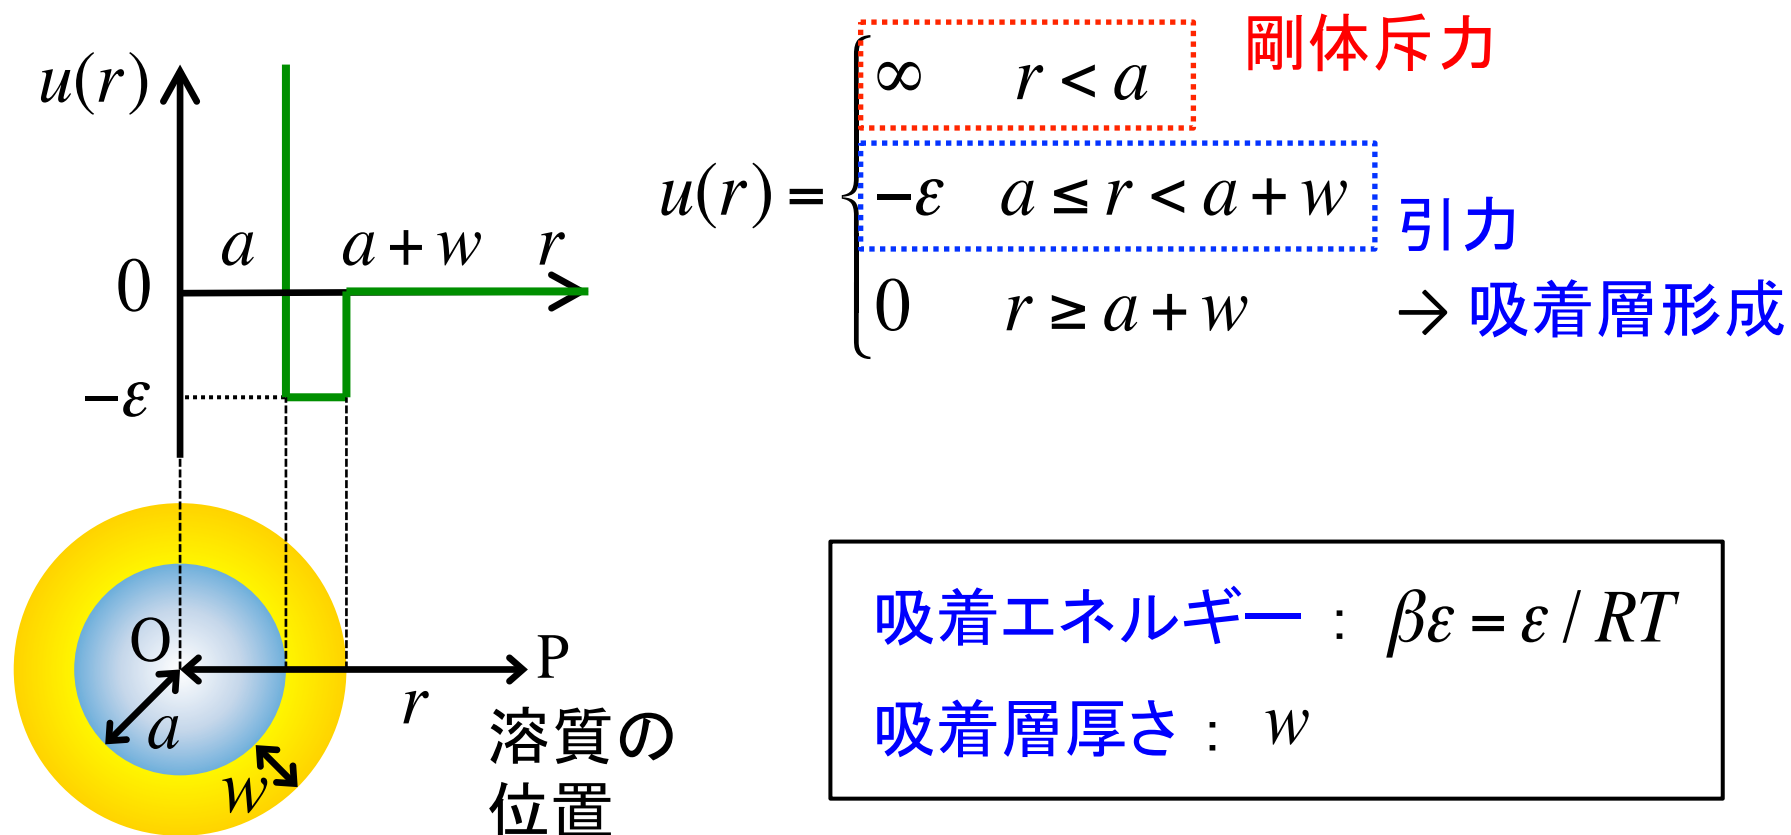 u(r)
0
−ε
a
a + w
r
u(r) =
∞ r < a
−ε a ≤ r < a + w
0 r ≥ a + w
剛体斥力
引力
→ 吸着層形成
O
a
w
r
P
溶質の
位置
吸着エネルギー : βε = ε / RT
吸着層厚さ : w